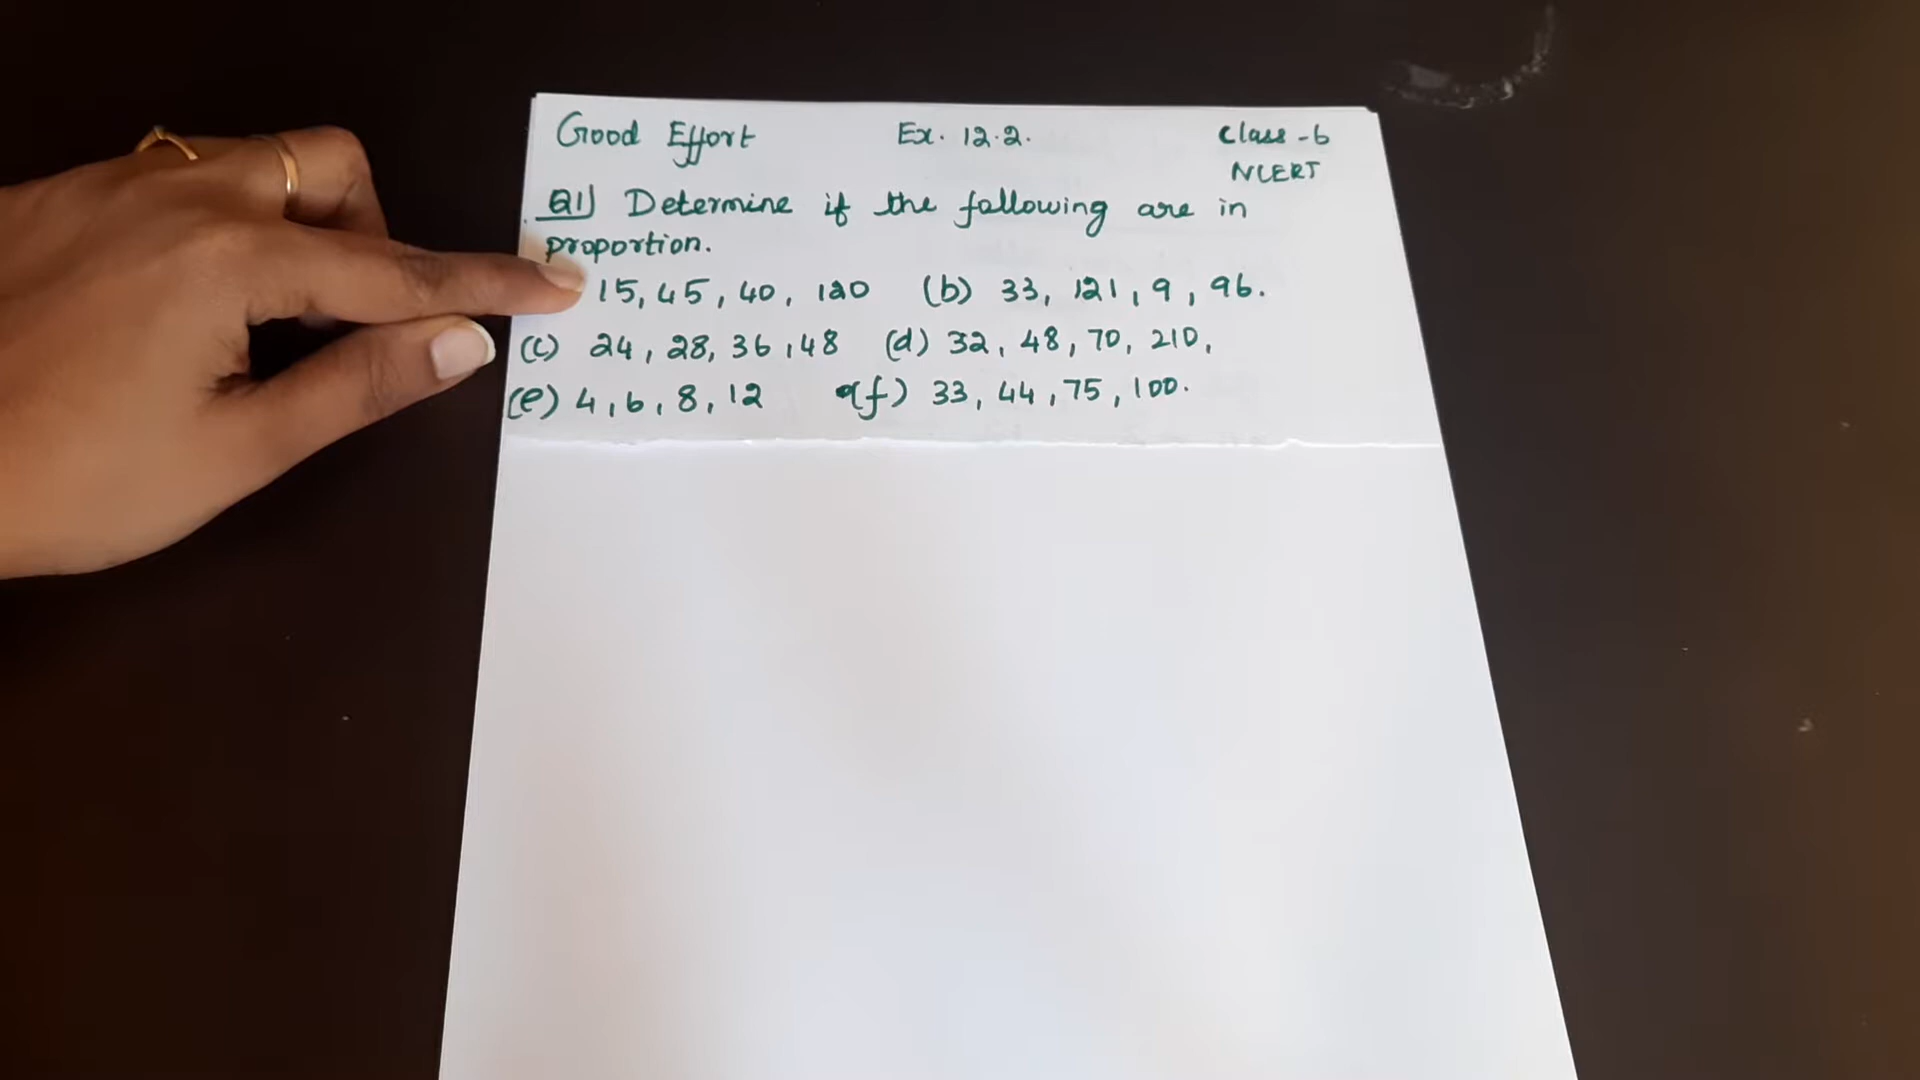 Good Effort Ex. 12.2. Class-6
NCERT
Q1) Determine if the following are in
proportion.
15, 45, 40, 120 (b) 33, 121, 9, 96.
(c) 24, 28, 36, 48 (d) 32, 48, 70, 210,
(e) 4, 6, 8, 12 (f) 33, 44, 75, 100.